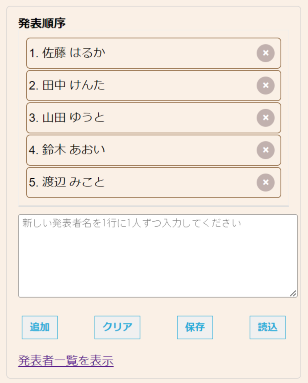 発表順序
1. 佐藤 はるか
2. 田中 けんた
3. 山田 ゆうと
4. 鈴木 あおい
5. 渡辺 みこと
新しい発表者名を1行に1人ずつ入力してください
追加 クリア 保存 読込
発表者一覧を表示